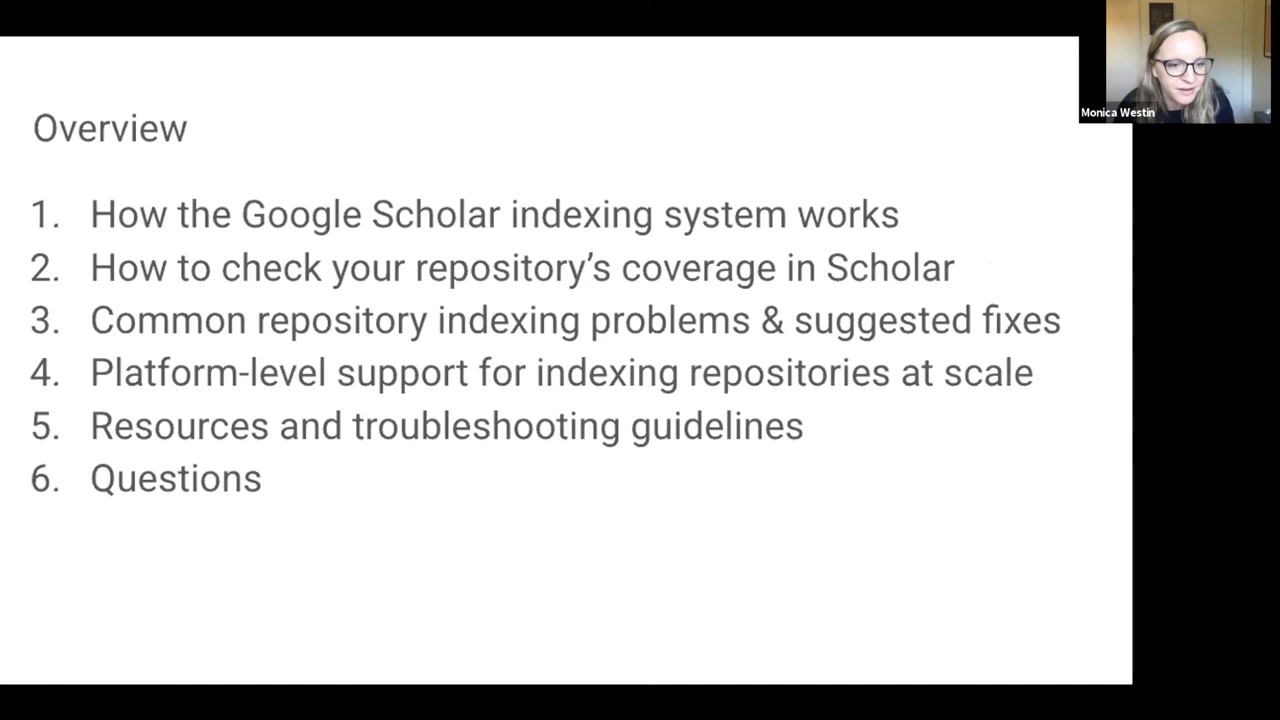 Overview
1. How the Google Scholar indexing system works
2. How to check your repository’s coverage in Scholar
3. Common repository indexing problems & suggested fixes
4. Platform-level support for indexing repositories at scale
5. Resources and troubleshooting guidelines
6. Questions
Monica Westin